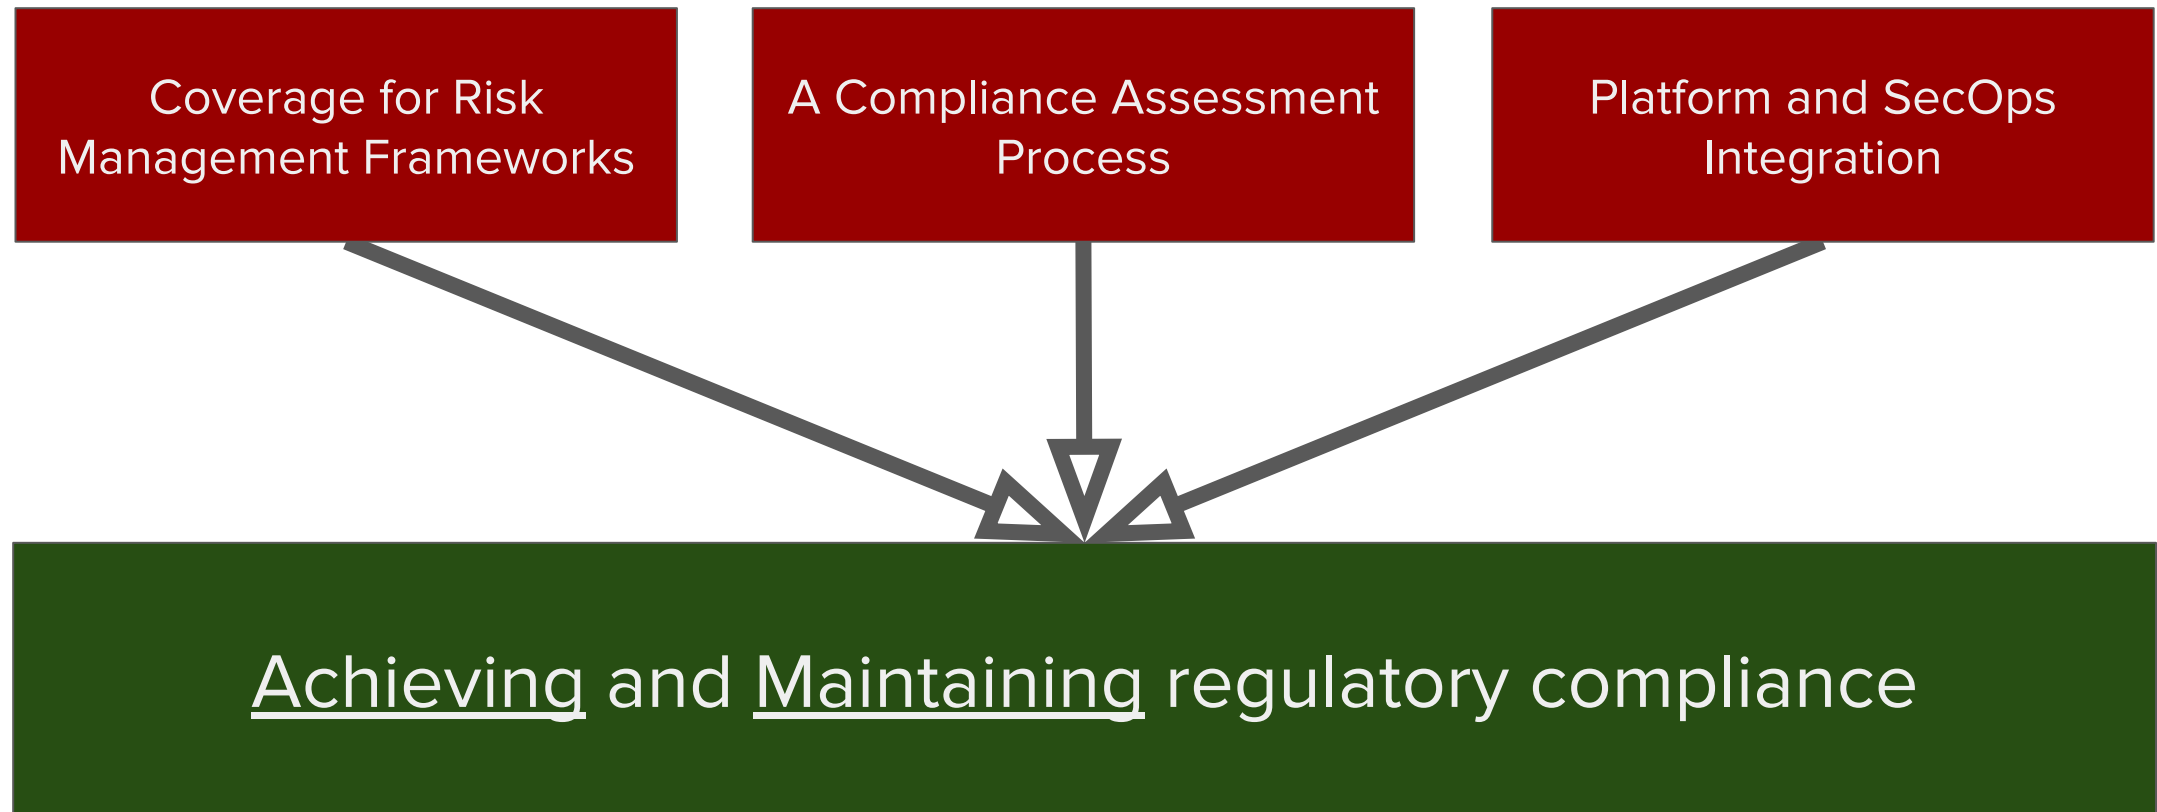 Coverage for Risk
Management Frameworks
A Compliance Assessment
Process
Platform and SecOps
Integration
Achieving and Maintaining regulatory compliance